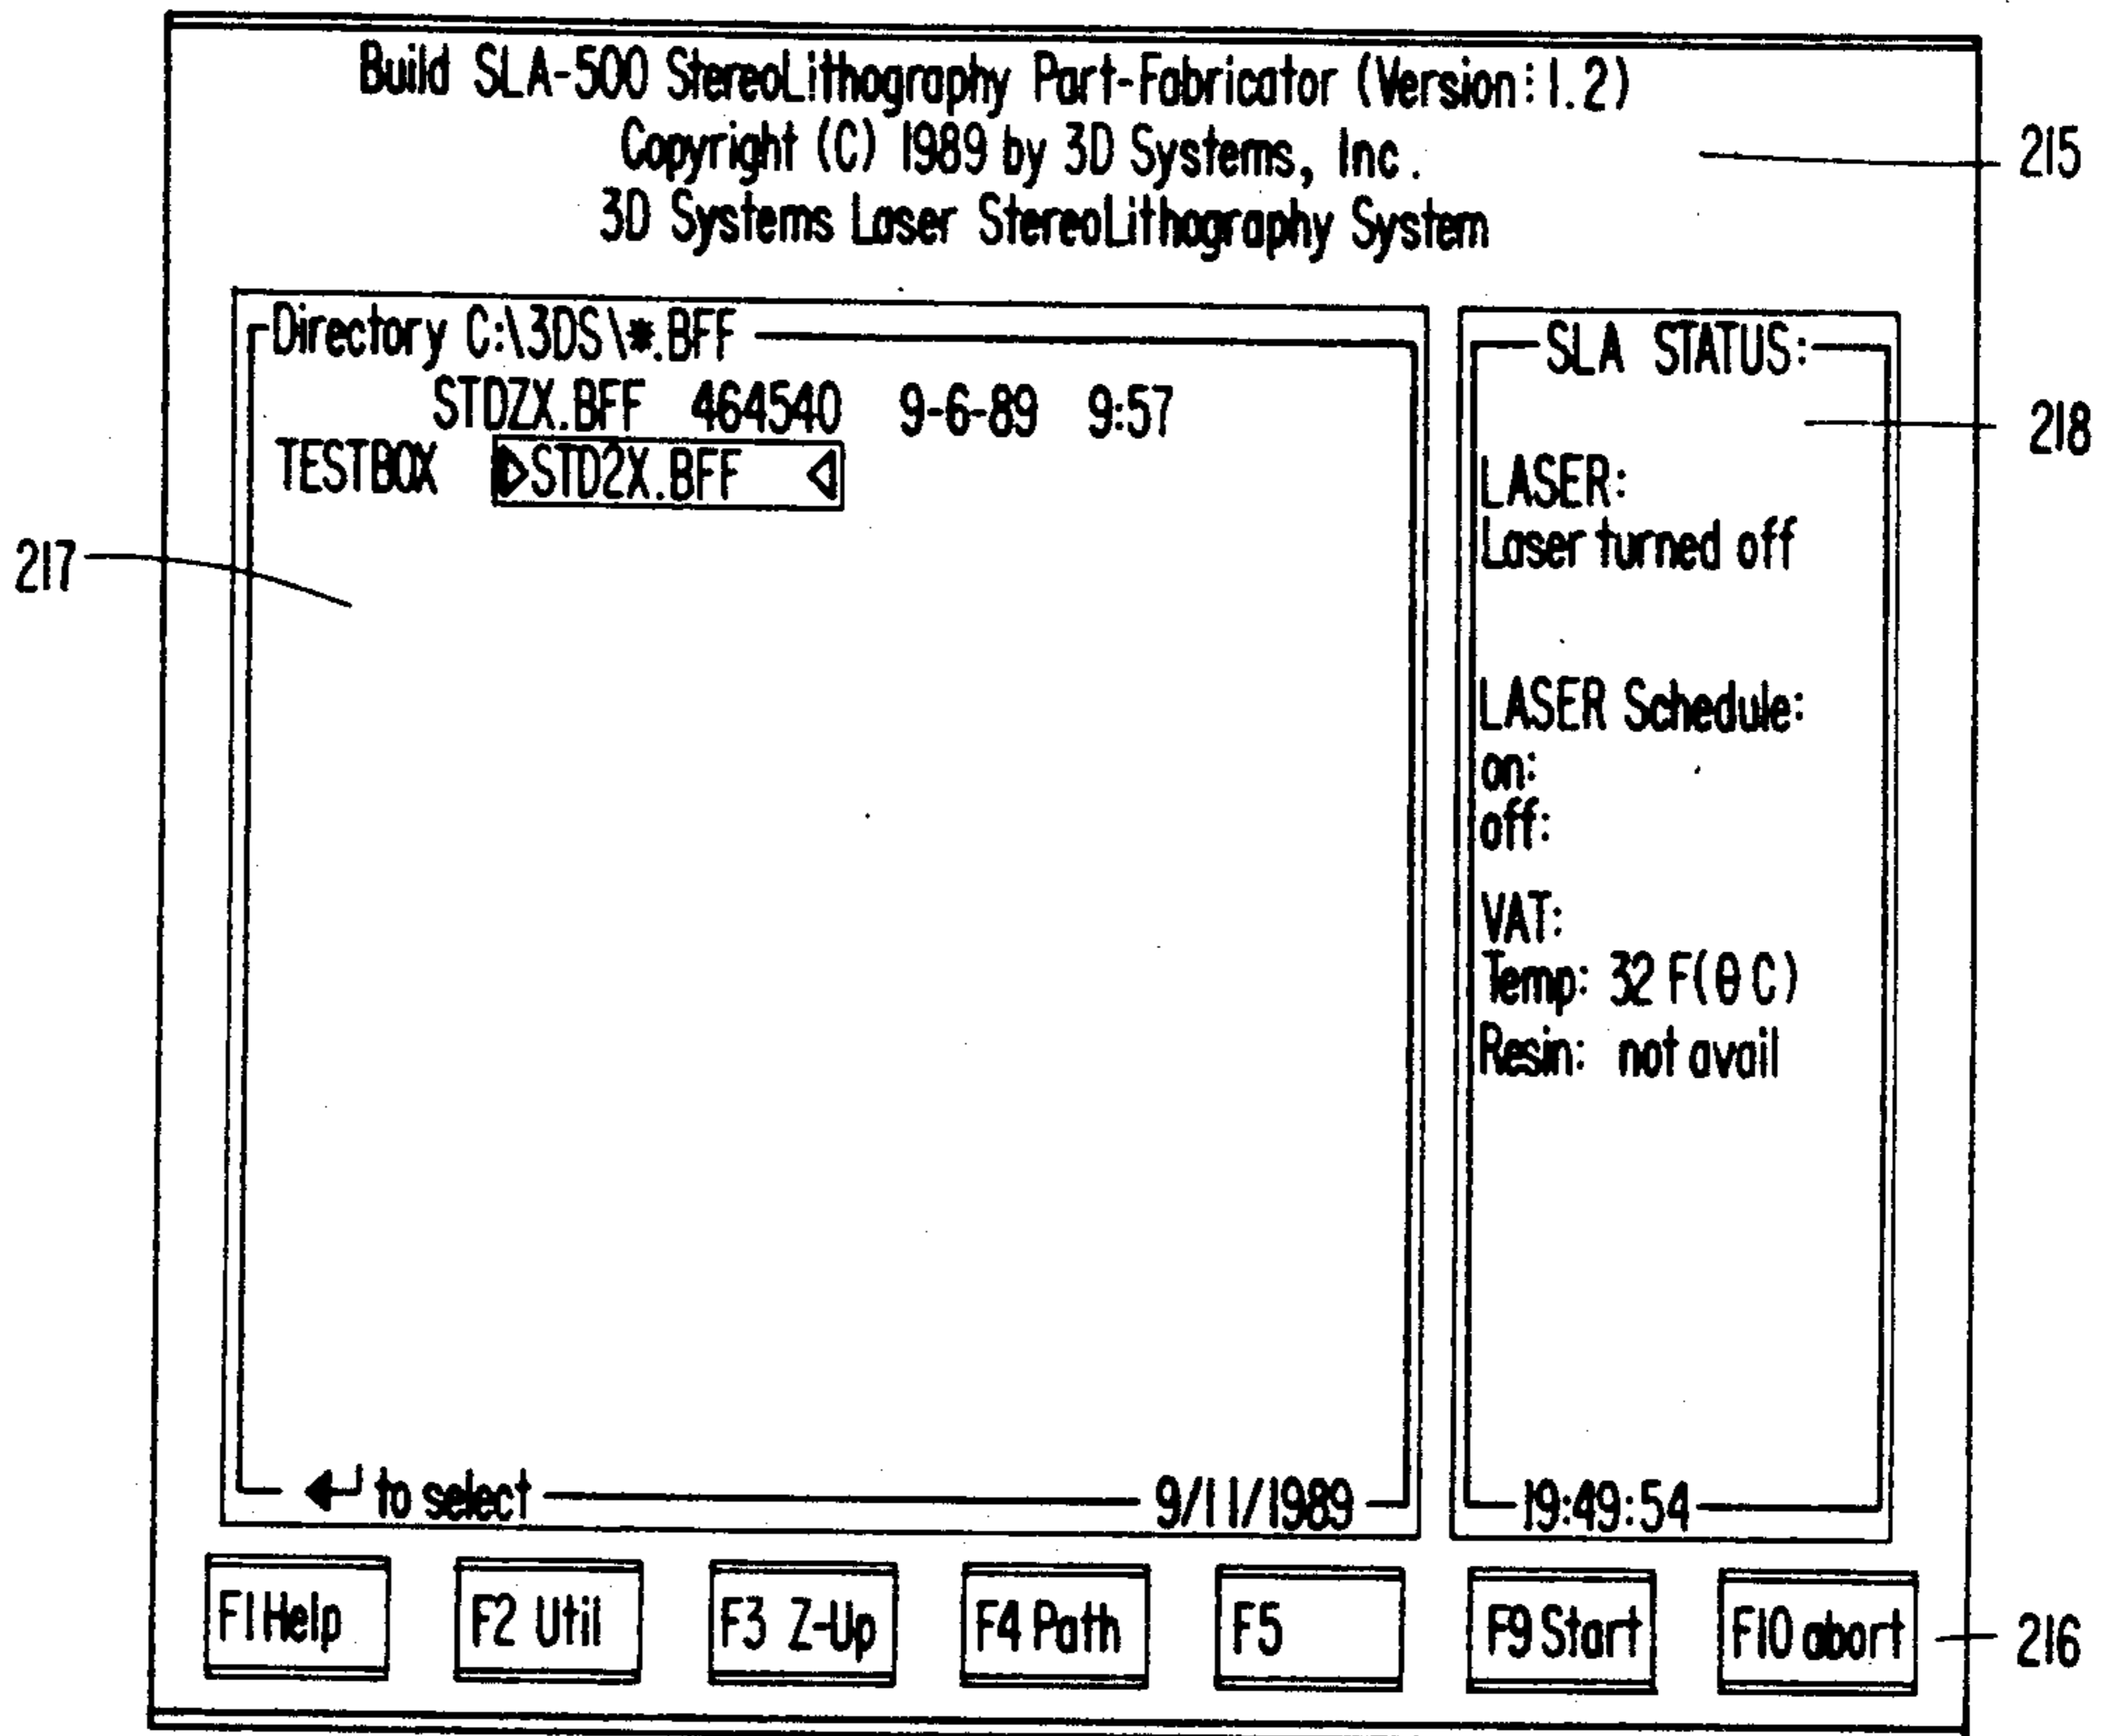 Build SLA-500 StereoLithography Part-Fabricator (Version:1.2)
Copyright (C) 1989 by 3D Systems, Inc.
3D Systems Laser StereoLithography System
215
Directory C:\3DS\*.BFF
STDZX.BFF 464540 9-6-89 9:57
TESTBOX STD2X.BFF
217
to select
9/11/1989
SLA STATUS:
218
LASER:
Laser turned off
LASER Schedule:
on:
off:
VAT:
Temp: 32 F(θ C)
Resin: not avail
19:49:54
F1 Help
F2 Util
F3 Z-Up
F4 Path
F5
F9 Start
F10 abort
216